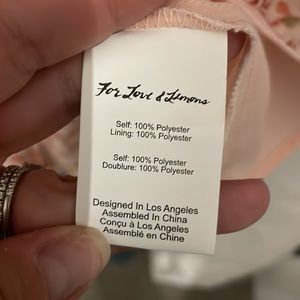 For Love & Lemons
Self: 100% Polyester
Lining: 100% Polyester
Self: 100% Polyester
Doublure: 100% Polyester
Designed In Los Angeles
Assembled In China
Conçu à Los Angeles
Assemblé en Chine